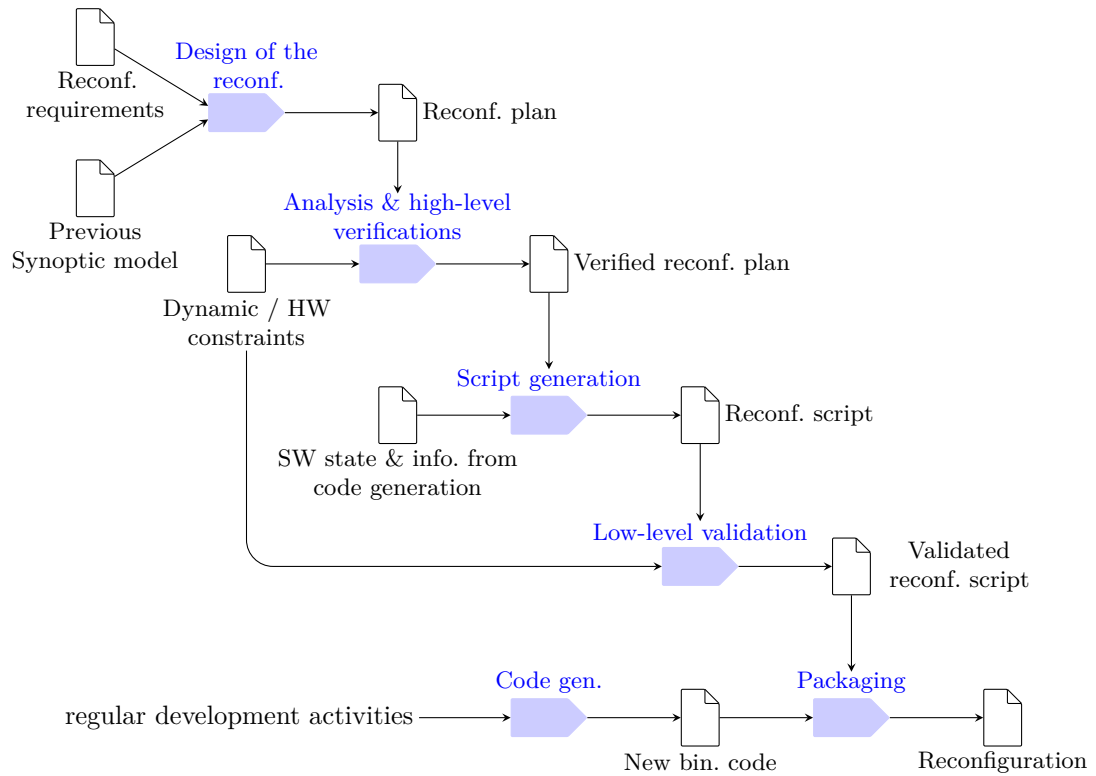 Design of the
reconf.
Reconf.
requirements
Reconf. plan
Previous
Synoptic model
Analysis & high-level
verifications
Verified reconf. plan
Dynamic / HW
constraints
Script generation
Reconf. script
SW state & info. from
code generation
Low-level validation
Validated
reconf. script
Code gen.
Packaging
regular development activities
New bin. code
Reconfiguration